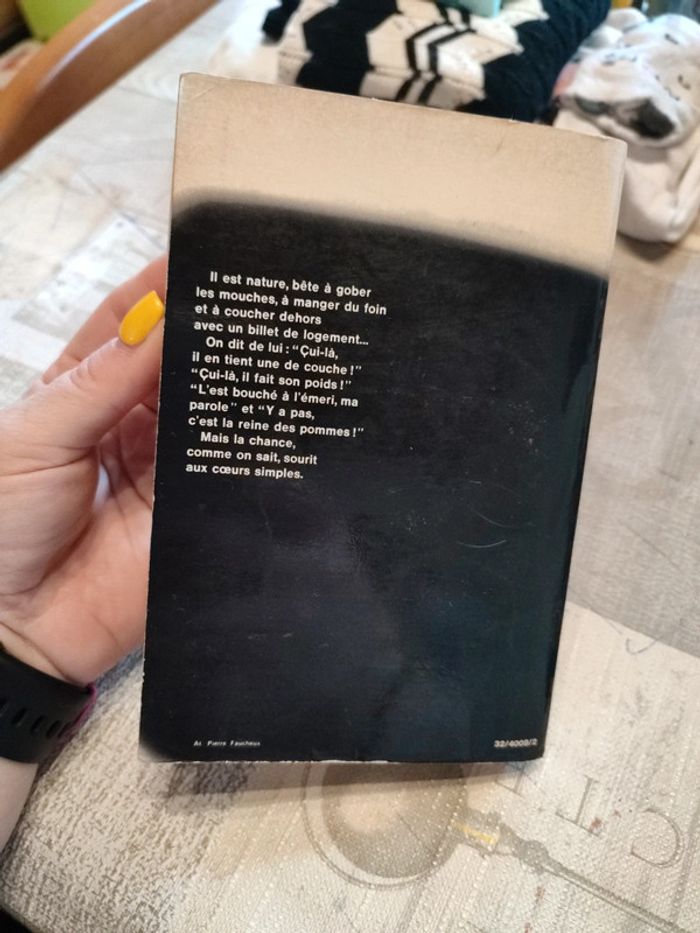 Il est nature, bête à gober
les mouches, à manger du foin
et à coucher dehors
avec un billet de logement...
On dit de lui : "Çui-là,
il en tient une de couche !"
"Çui-là, il fait son poids !"
"L'est bouché à l'émeri, ma
parole" et "Y a pas,
c'est la reine des pommes !"
Mais la chance,
comme on sait, sourit
aux cœurs simples.
At. Pierre Faucheux
32/4009/2